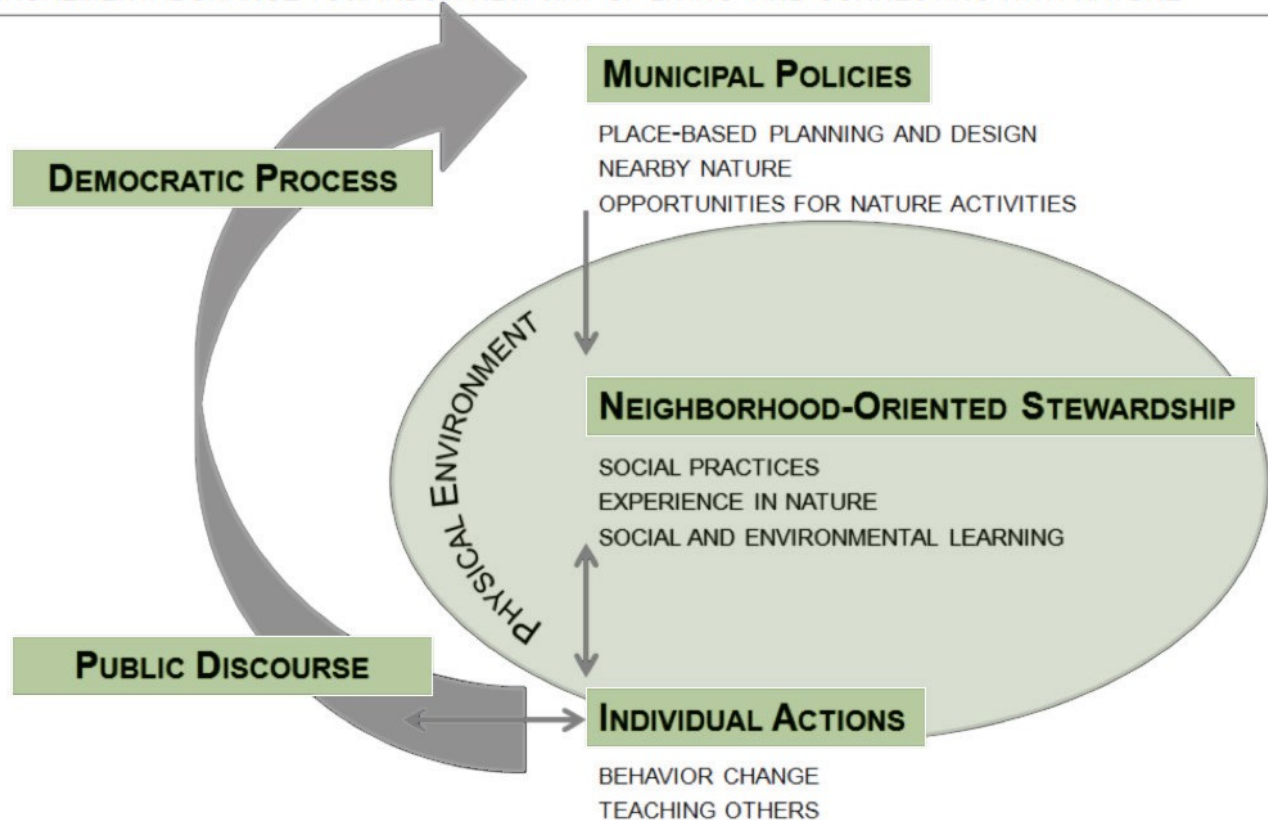 MUNICIPAL POLICIES
PLACE-BASED PLANNING AND DESIGN
NEARBY NATURE
OPPORTUNITIES FOR NATURE ACTIVITIES
DEMOCRATIC PROCESS
PHYSICAL ENVIRONMENT
NEIGHBORHOOD-ORIENTED STEWARDSHIP
SOCIAL PRACTICES
EXPERIENCE IN NATURE
SOCIAL AND ENVIRONMENTAL LEARNING
PUBLIC DISCOURSE
INDIVIDUAL ACTIONS
BEHAVIOR CHANGE
TEACHING OTHERS